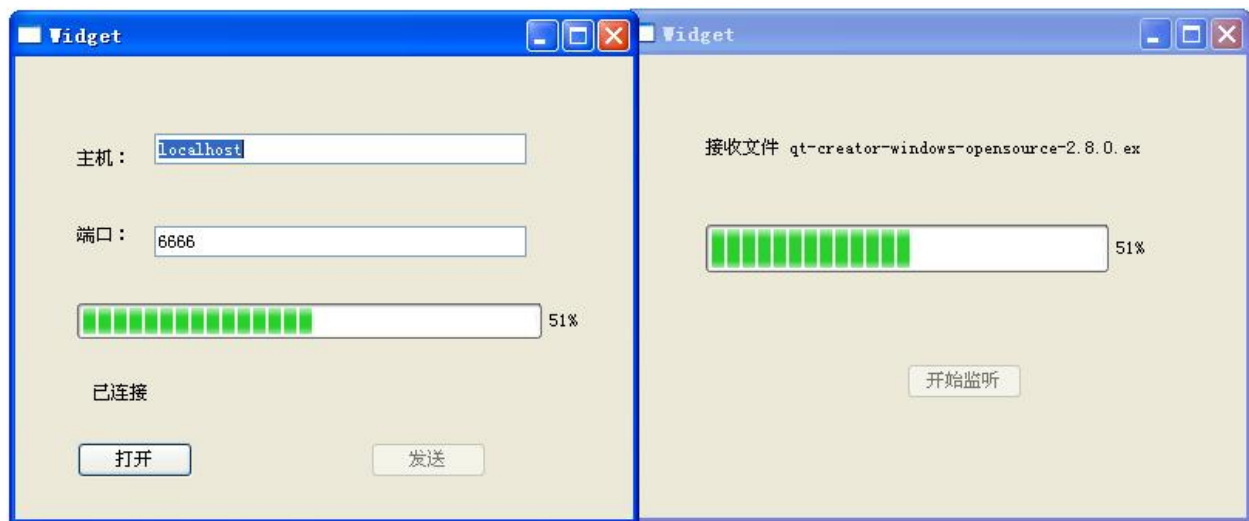 Widget
主机：
localhost
端口：
6666
51%
已连接
打开
发送
Widget
接收文件 qt-creator-windows-opensource-2.8.0.ex
51%
开始监听